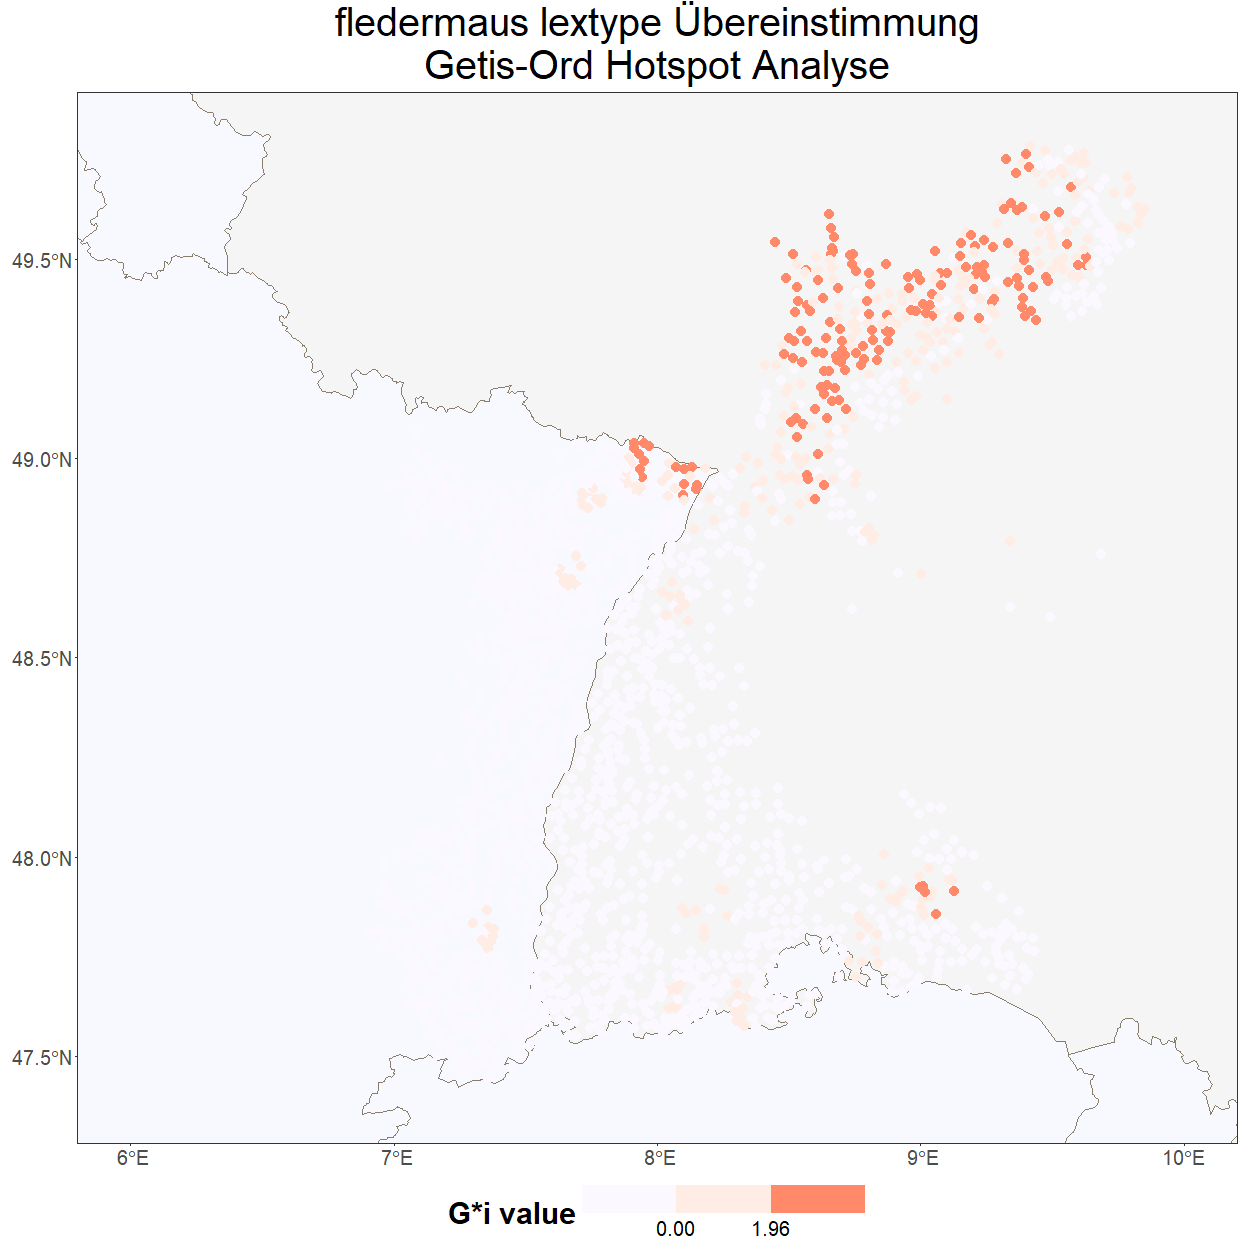 fledermaus lextype Übereinstimmung
Getis-Ord Hotspot Analyse
49.5°N
49.0°N
48.5°N
48.0°N
47.5°N
6°E 7°E 8°E 9°E 10°E
G*i value
0.00 1.96